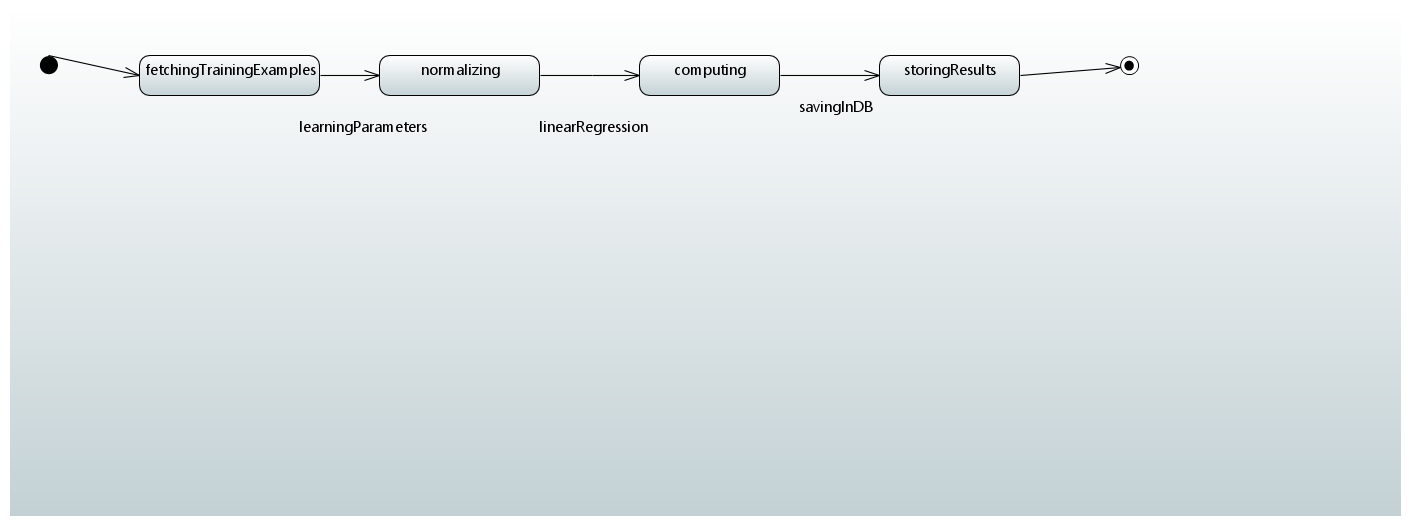 fetchingTrainingExamples
normalizing
computing
storingResults
savingInDB
learningParameters
linearRegression